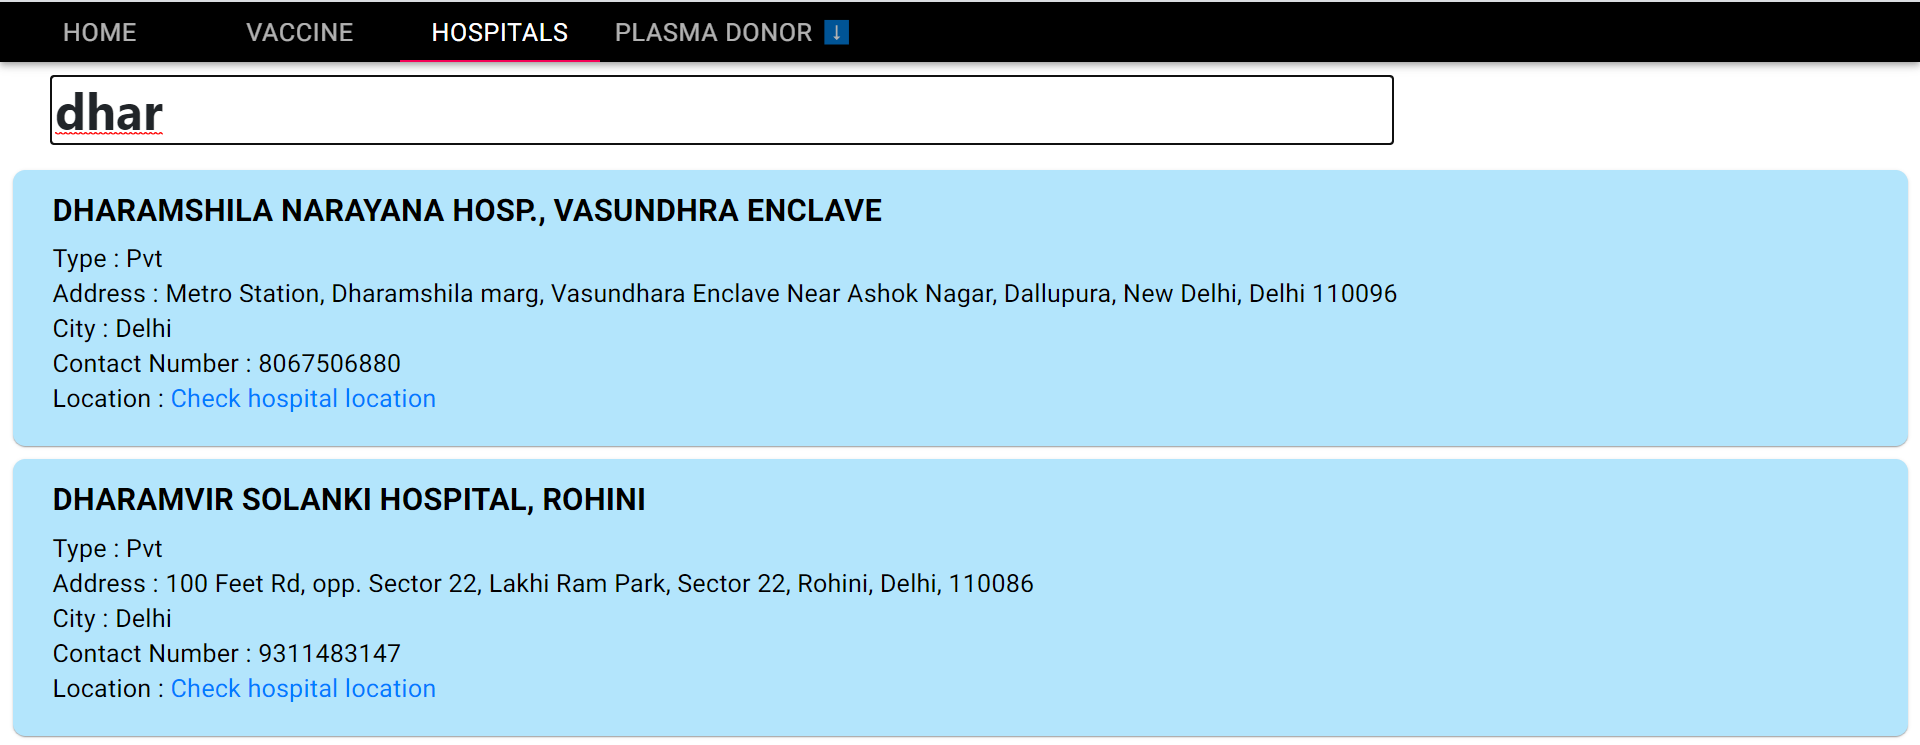 HOME VACCINE HOSPITALS PLASMA DONOR ⬇
dhar
DHARAMSHILA NARAYANA HOSP., VASUNDHRA ENCLAVE
Type : Pvt
Address : Metro Station, Dharamshila marg, Vasundhara Enclave Near Ashok Nagar, Dallupura, New Delhi, Delhi 110096
City : Delhi
Contact Number : 8067506880
Location : Check hospital location
DHARAMVIR SOLANKI HOSPITAL, ROHINI
Type : Pvt
Address : 100 Feet Rd, opp. Sector 22, Lakhi Ram Park, Sector 22, Rohini, Delhi, 110086
City : Delhi
Contact Number : 9311483147
Location : Check hospital location